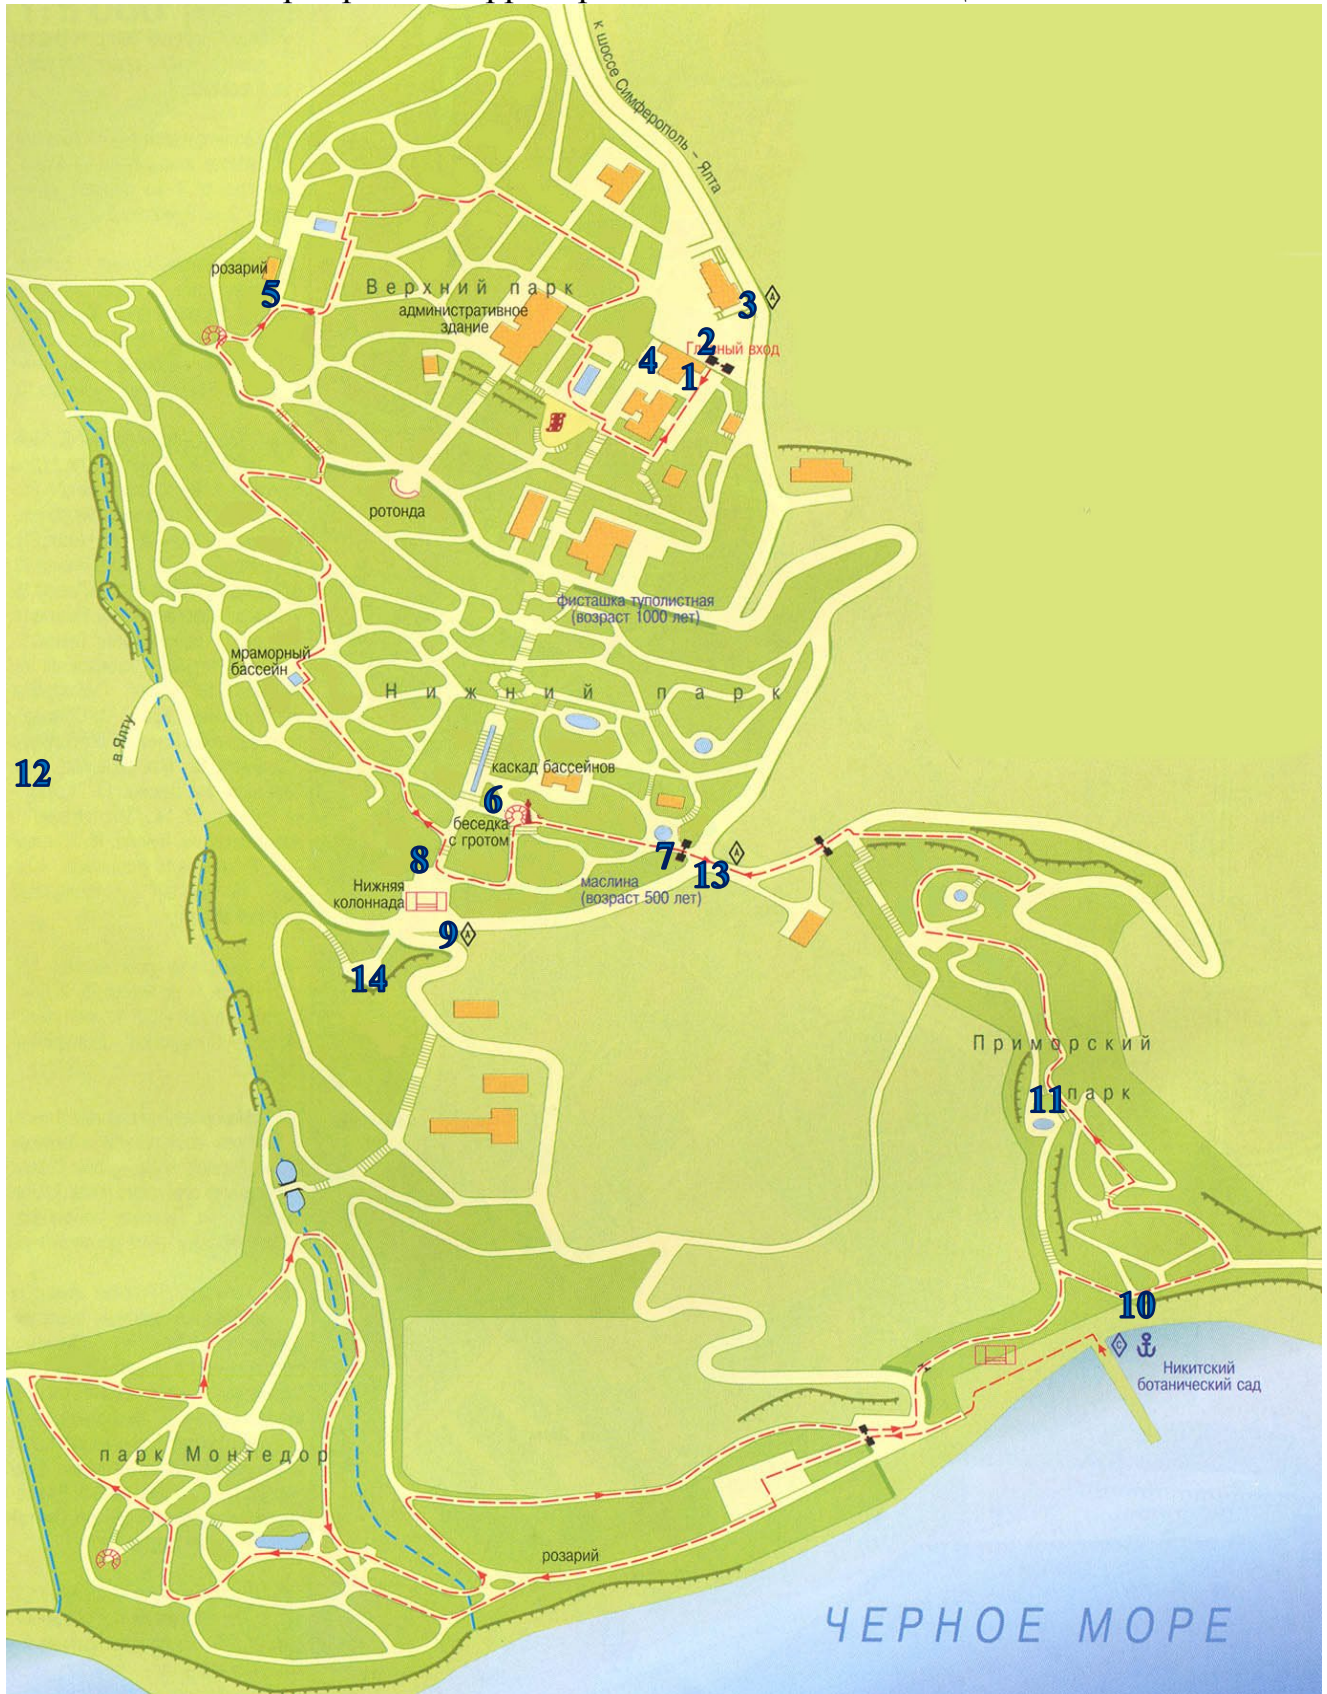 к шоссе Симферополь - Ялта
розарий
5
Верхний парк
административное
здание
3
А
2
Главный вход
4
1
ротонда
фисташка туполистная
(возраст 1000 лет)
мраморный
бассейн
Нижний парк
в Ялту
12
каскад бассейнов
6
беседка
с гротом
7
8
13
А
Нижняя
колоннада
маслина
(возраст 500 лет)
9
А
14
Приморский
парк
11
10
С
Никитский
ботанический сад
парк Монтедор
розарий
ЧЕРНОЕ МОРЕ